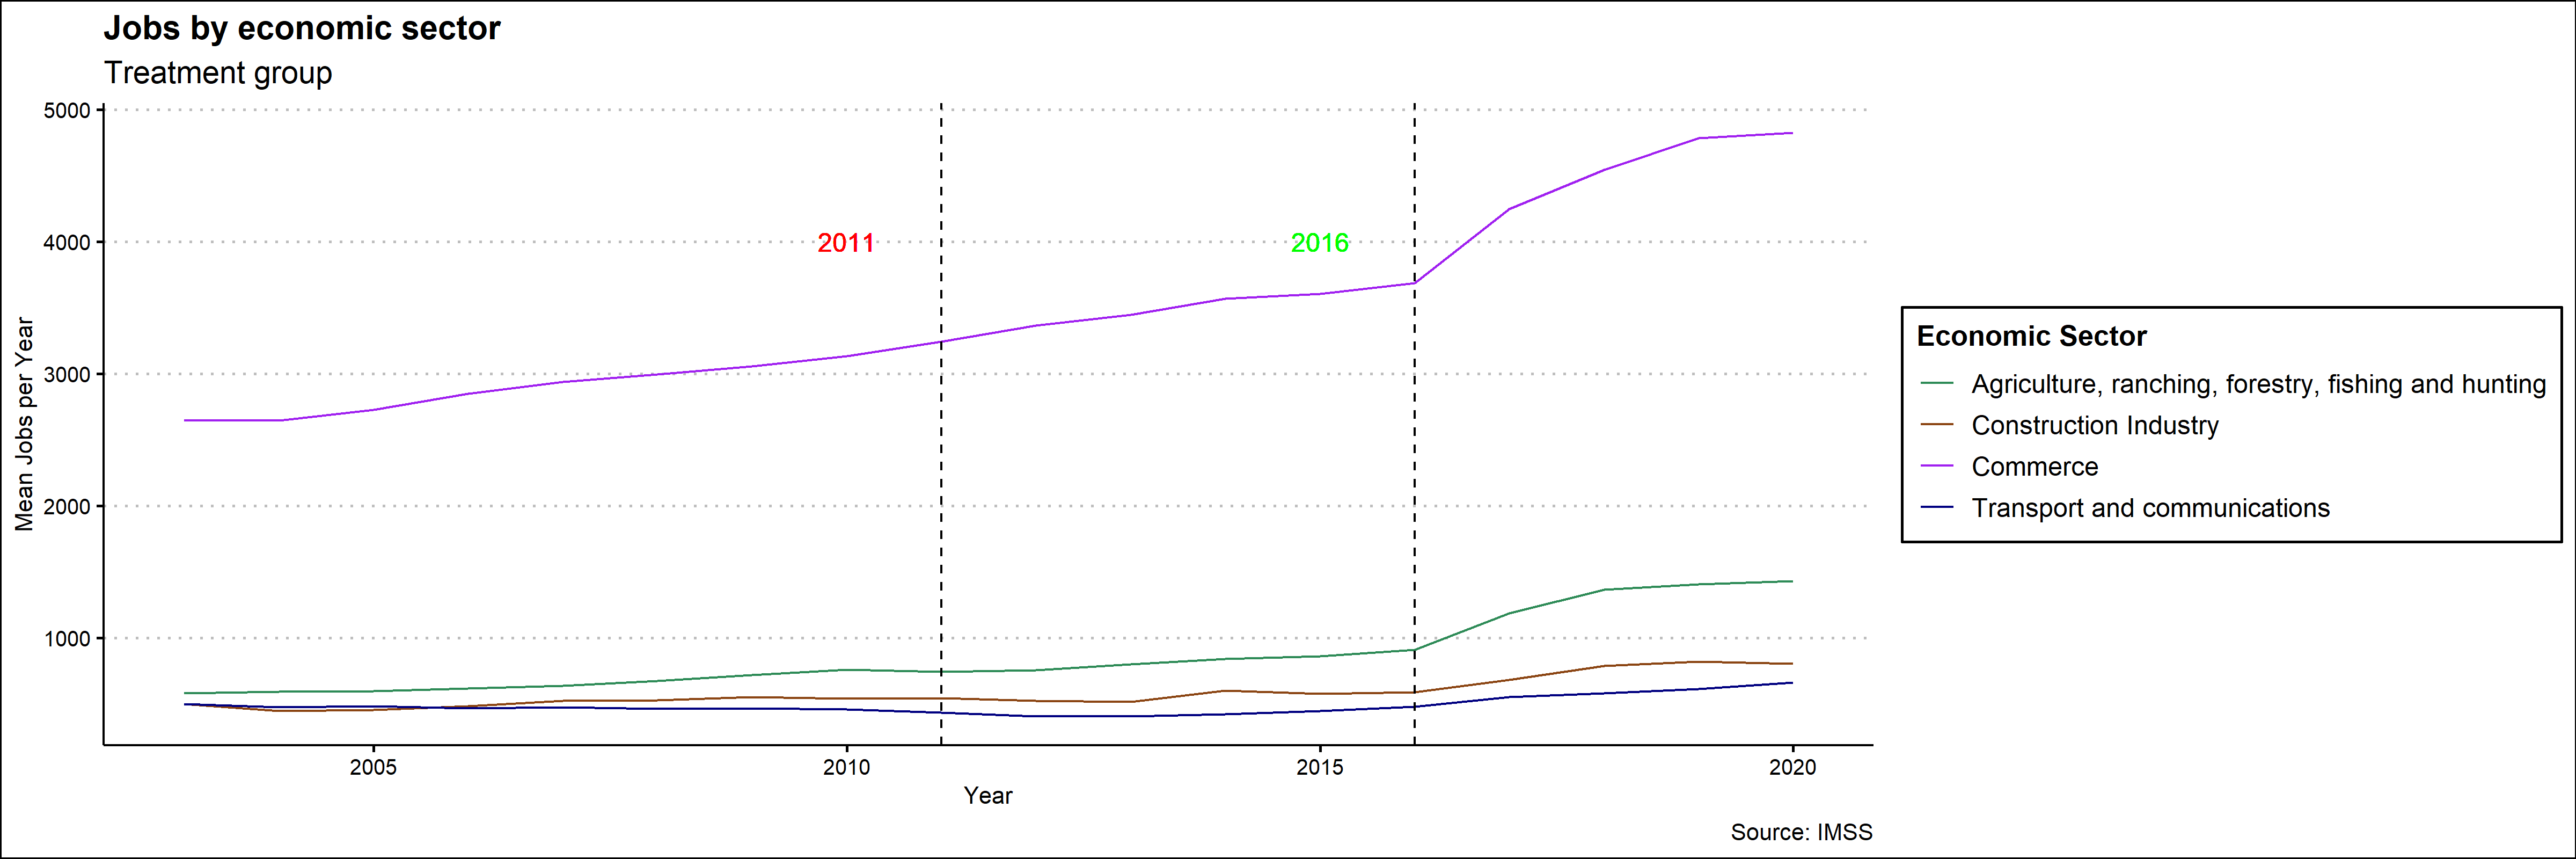 Jobs by economic sector
Treatment group
5000
4000
3000
2000
1000
Mean Jobs per Year
2011
2016
2005
2010
2015
2020
Year
Economic Sector
Agriculture, ranching, forestry, fishing and hunting
Construction Industry
Commerce
Transport and communications
Source: IMSS